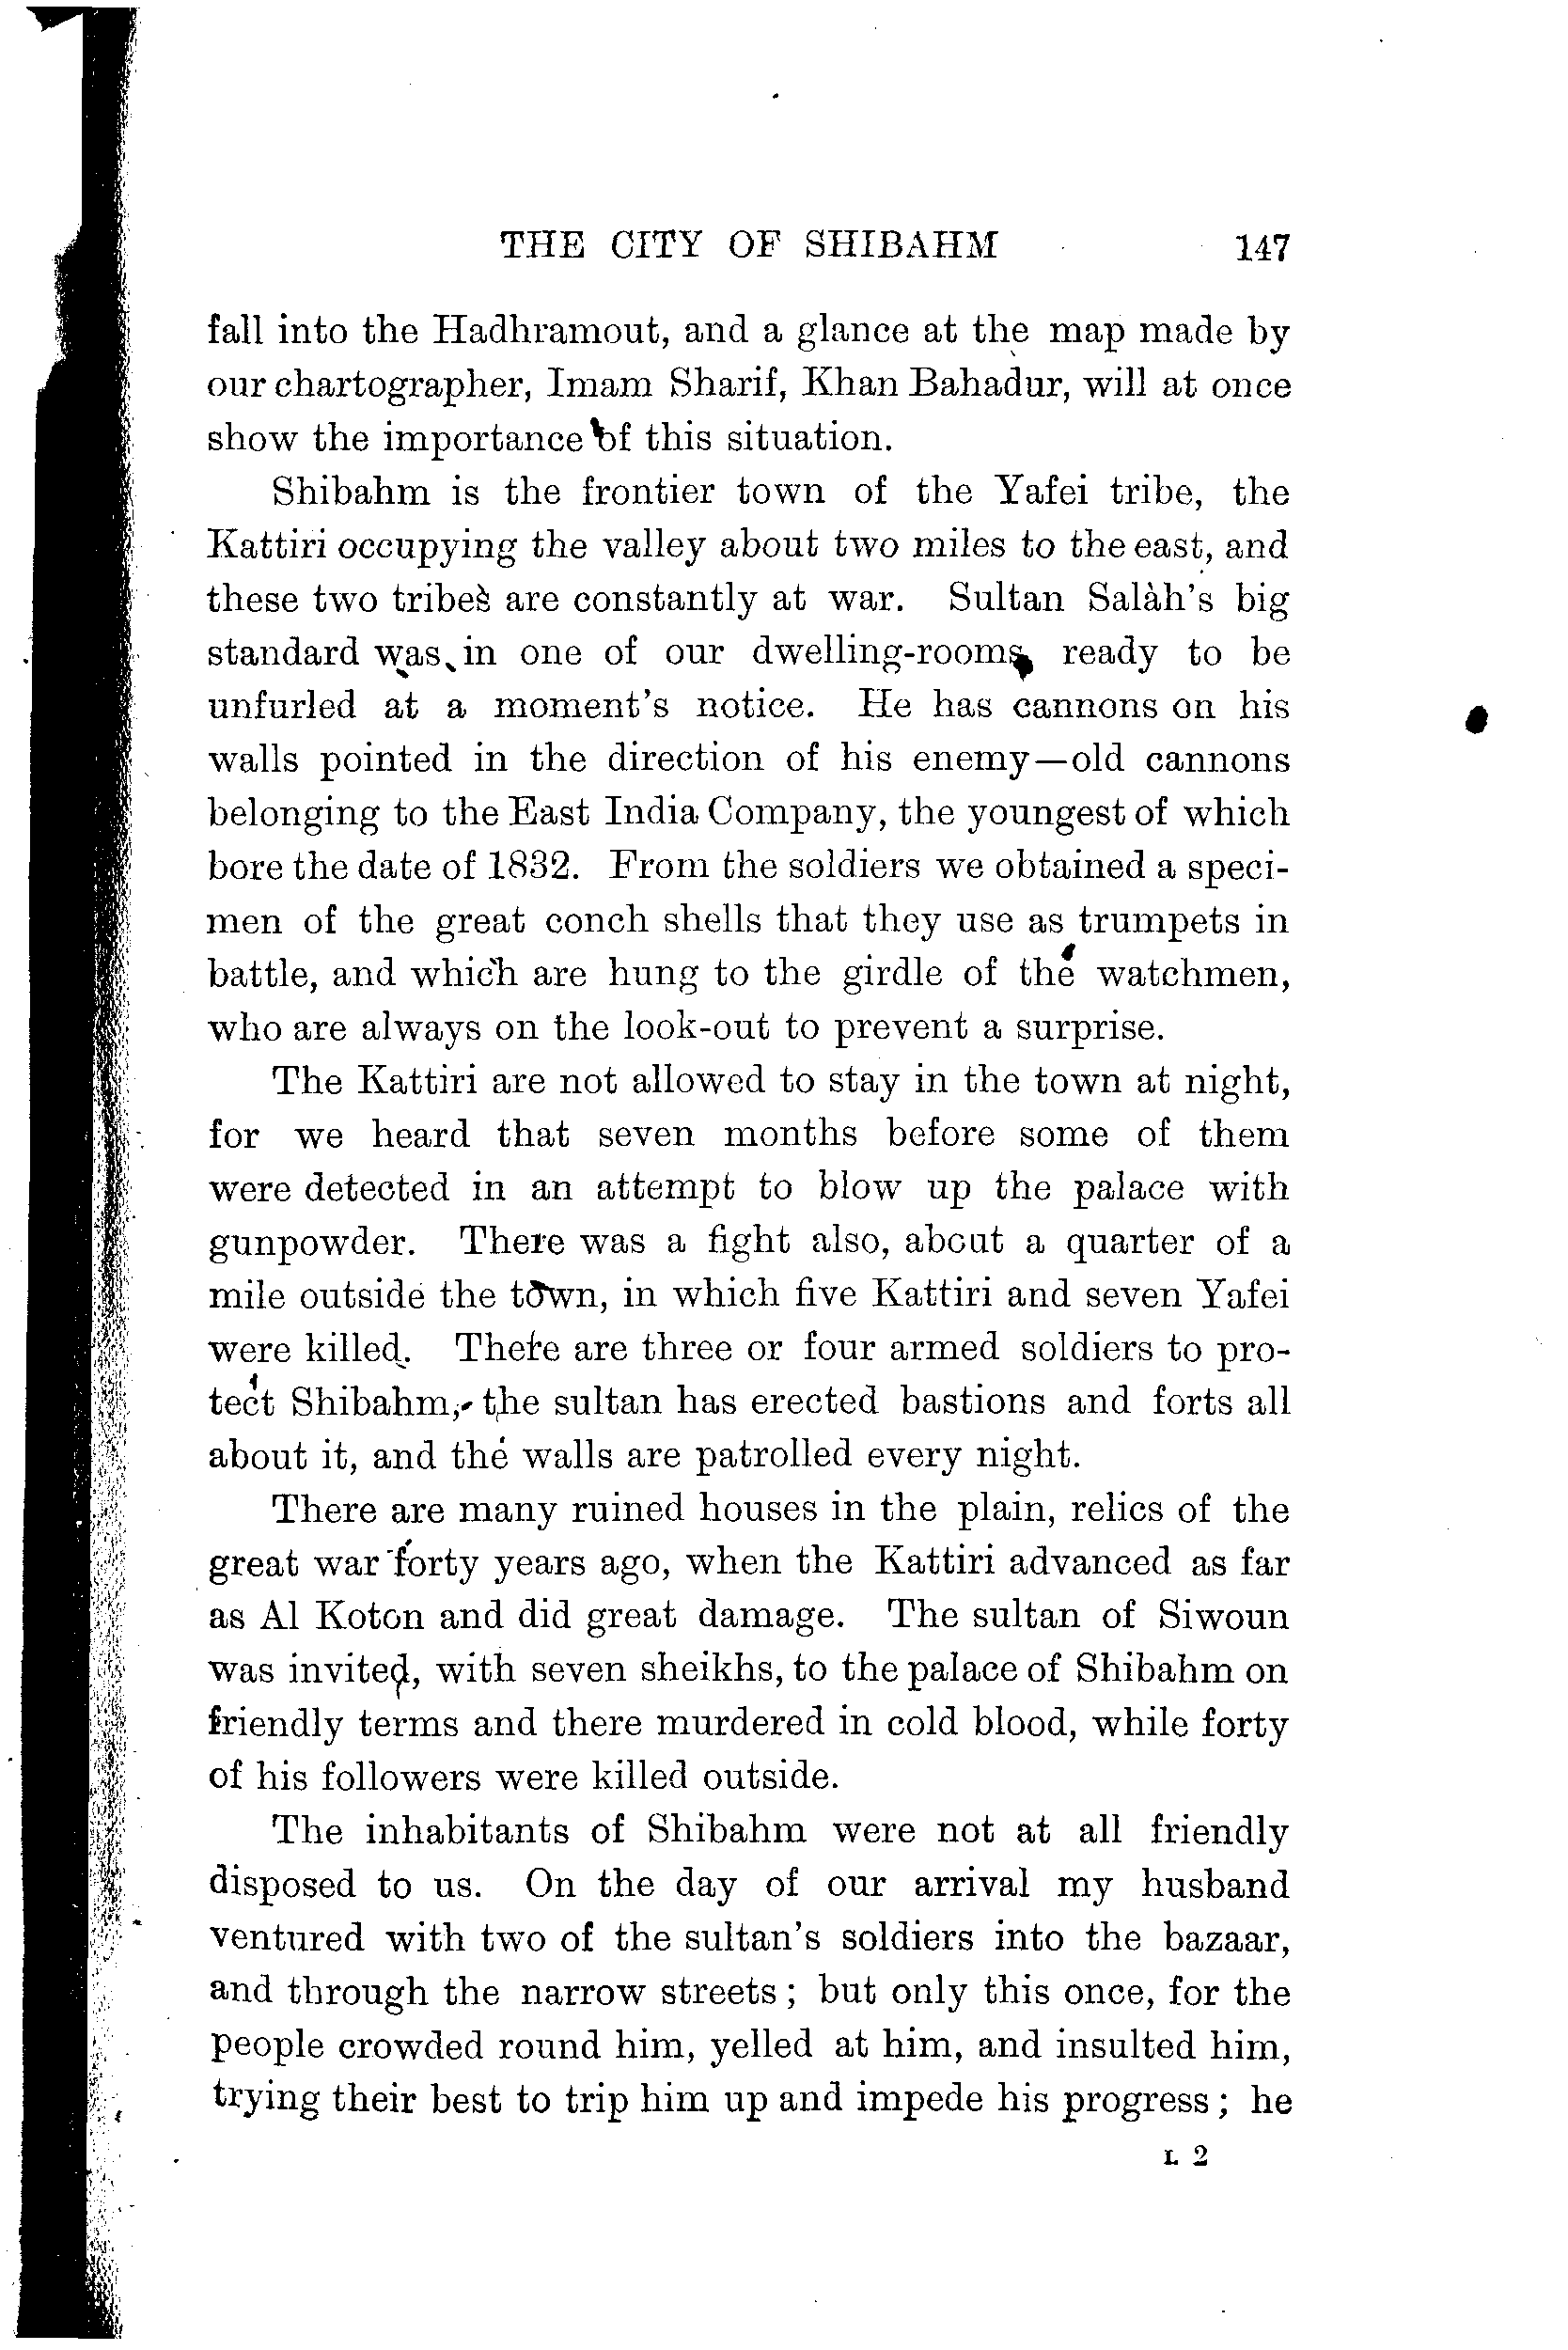 THE CITY OF SHIBAHM 147
fall into the Hadhramout, and a glance at the map made by
our chartographer, Imam Sharif, Khan Bahadur, will at once
show the importance of this situation.
Shibahm is the frontier town of the Yafei tribe, the
Kattiri occupying the valley about two miles to the east, and
these two tribes are constantly at war. Sultan Salàh's big
standard was in one of our dwelling-rooms ready to be
unfurled at a moment's notice. He has cannons on his
walls pointed in the direction of his enemy—old cannons
belonging to the East India Company, the youngest of which
bore the date of 1832. From the soldiers we obtained a speci-
men of the great conch shells that they use as trumpets in
battle, and which are hung to the girdle of the watchmen,
who are always on the look-out to prevent a surprise.
The Kattiri are not allowed to stay in the town at night,
for we heard that seven months before some of them
were detected in an attempt to blow up the palace with
gunpowder. There was a fight also, about a quarter of a
mile outside the town, in which five Kattiri and seven Yafei
were killed. There are three or four armed soldiers to pro-
tect Shibahm, the sultan has erected bastions and forts all
about it, and the walls are patrolled every night.
There are many ruined houses in the plain, relics of the
great war forty years ago, when the Kattiri advanced as far
as Al Koton and did great damage. The sultan of Siwoun
was invited, with seven sheikhs, to the palace of Shibahm on
friendly terms and there murdered in cold blood, while forty
of his followers were killed outside.
The inhabitants of Shibahm were not at all friendly
disposed to us. On the day of our arrival my husband
ventured with two of the sultan's soldiers into the bazaar,
and through the narrow streets; but only this once, for the
people crowded round him, yelled at him, and insulted him,
trying their best to trip him up and impede his progress; he
L 2